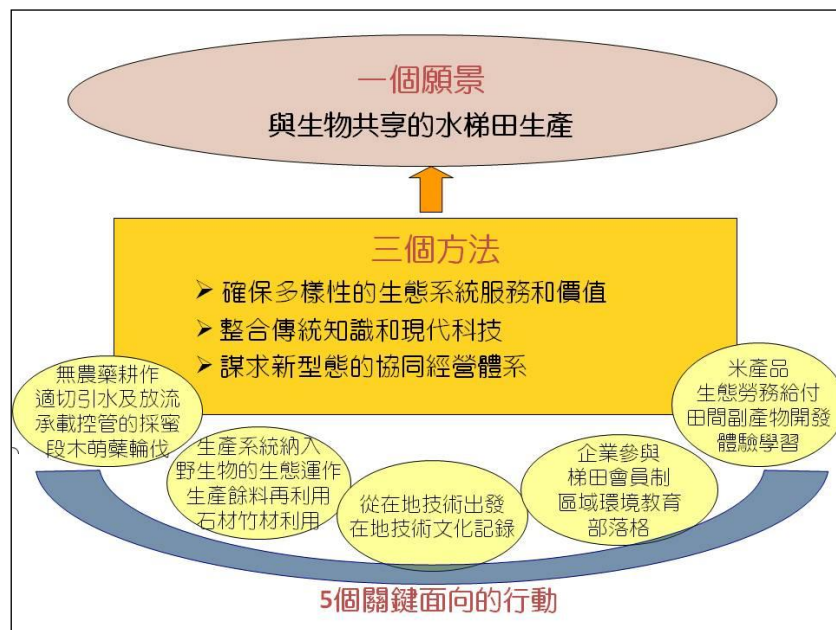 一個願景
與生物共享的水梯田生產
三個方法
➤ 確保多樣性的生態系統服務和價值
➤ 整合傳統知識和現代科技
➤ 謀求新型態的協同經營體系
無農藥耕作
適切引水及放流
承載控管的採蜜
段木萌蘗輪伐
生產系統納入
野生物的生態運作
生產餘料再利用
石材竹材利用
從在地技術出發
在地技術文化記錄
企業參與
梯田會員制
區域環境教育
部落格
米產品
生態勞務給付
田間副產物開發
體驗學習
5個關鍵面向的行動